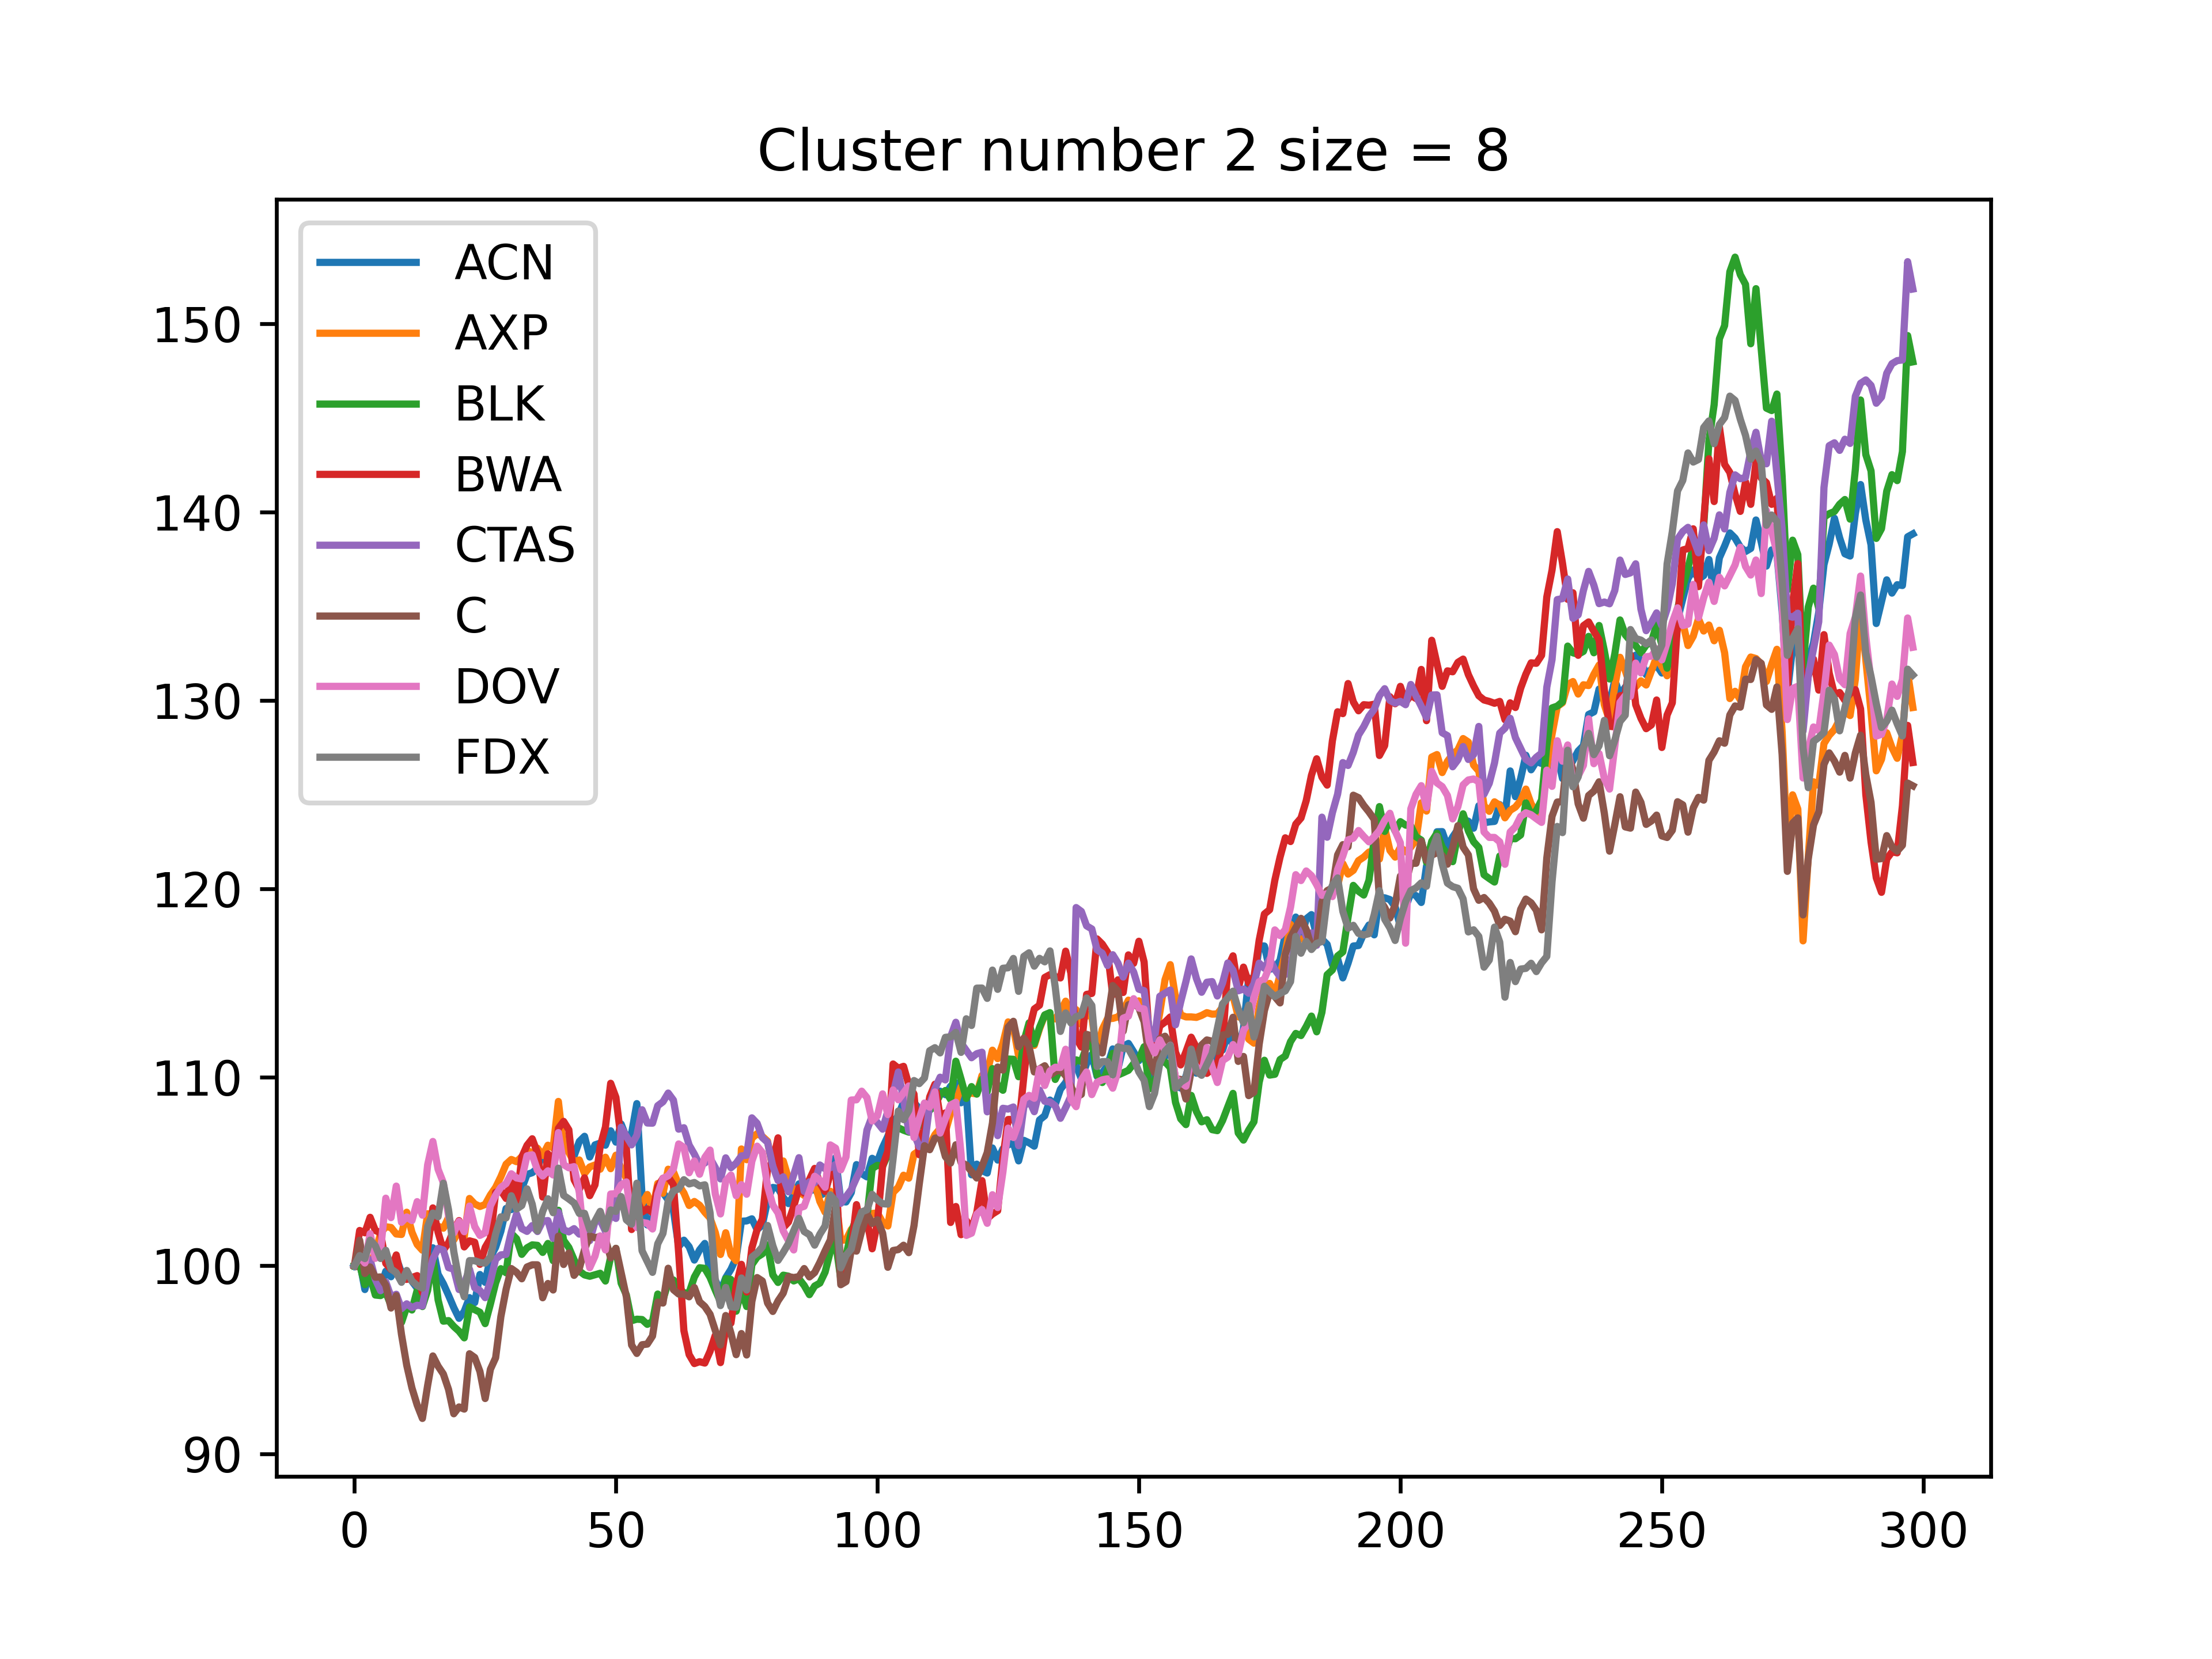 Cluster number 2 size = 8
ACN
AXP
BLK
BWA
CTAS
C
DOV
FDX
150
140
130
120
110
100
90
0 50 100 150 200 250 300